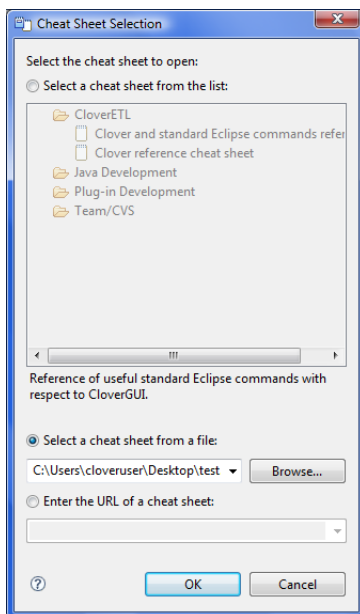 Cheat Sheet Selection
Select the cheat sheet to open:
Select a cheat sheet from the list:
CloverETL
Clover and standard Eclipse commands refer
Clover reference cheat sheet
Java Development
Plug-in Development
Team/CVS
Reference of useful standard Eclipse commands with
respect to CloverGUI.
Select a cheat sheet from a file:
C:\Users\cloveruser\Desktop\test
Browse...
Enter the URL of a cheat sheet:
?
OK
Cancel